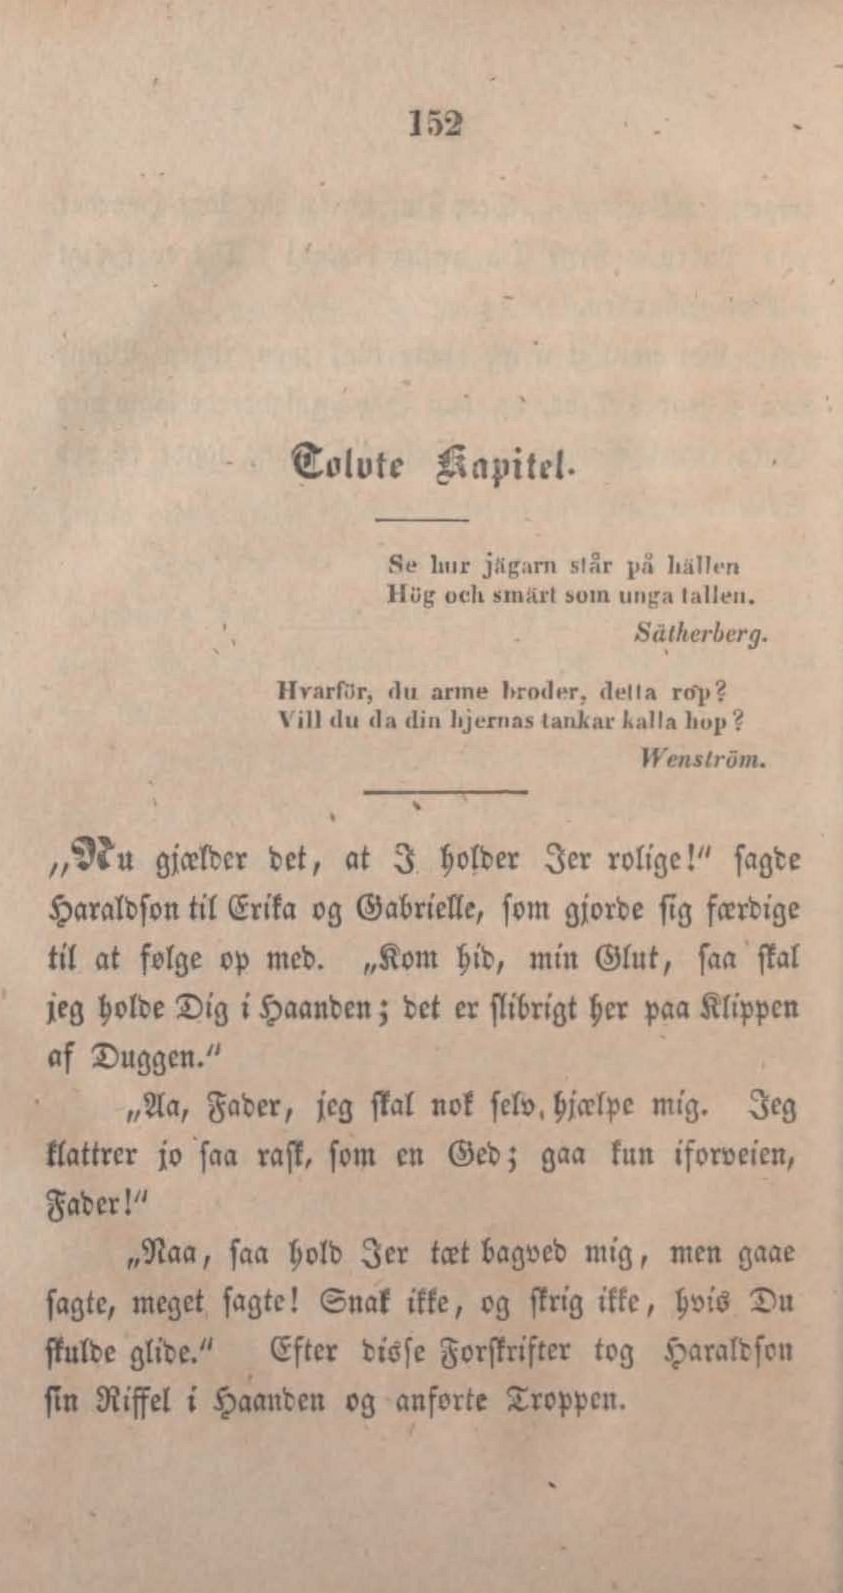 152
Tolvte Kapitel.
Se hur jägarn står på hällen
Hög och smärt som unga tallen.
Sätherberg.
Hvarför, du arme broder, detta rop?
Vill du da din hjernas tankar kalla hop?
Wenström.
„Nu gjælder det, at I holder Jer rolige!“ sagde
Haraldson til Erika og Gabrielle, som gjorde sig færdige
til at følge op med. „Kom hid, min Glut, saa skal
jeg holde Dig i Haanden; det er slibrigt her paa Klippen
af Duggen.“
„Aa, Fader, jeg skal nok selv hjælpe mig. Jeg
klattrer jo saa rask, som en Ged; gaa kun iforveien,
Fader!“
„Naa, saa hold Jer tæt bagved mig, men gaae
sagte, meget sagte! Snak ikke, og skrig ikke, hvis Du
skulde glide.“ Efter disse Forskrifter tog Haraldson
sin Riffel i Haanden og anførte Troppen.